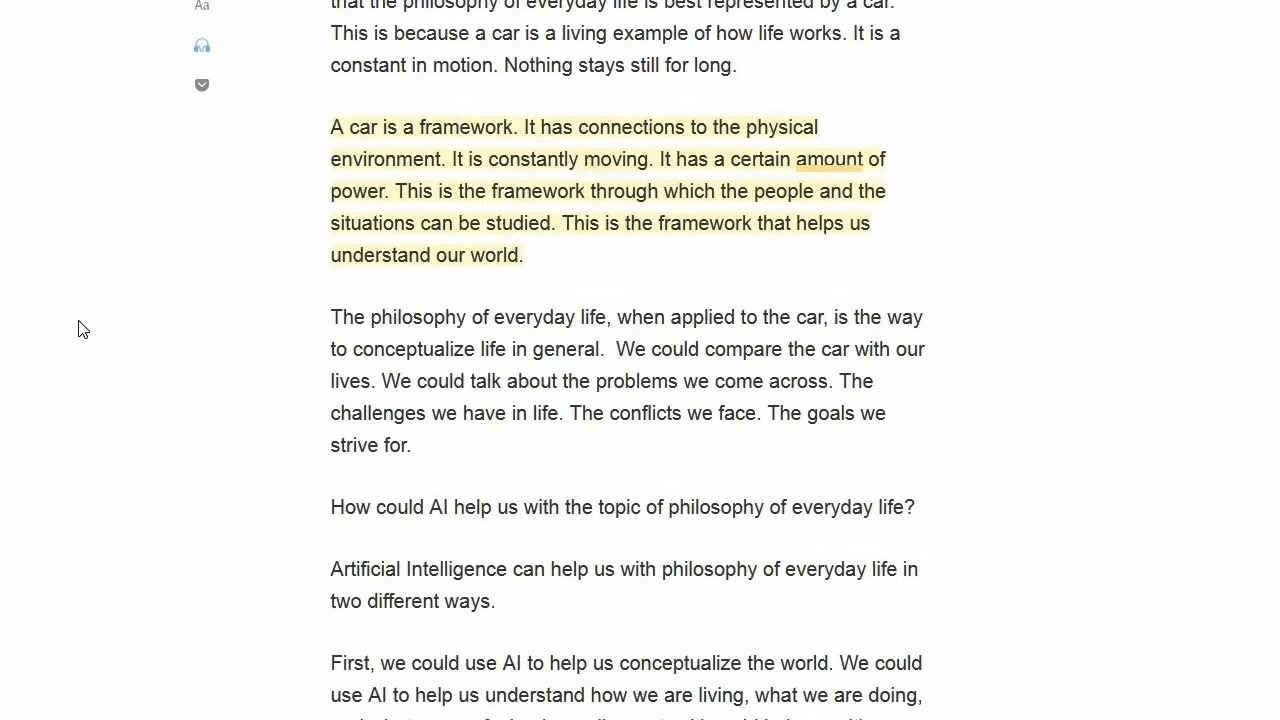 Aa
that the philosophy of everyday life is best represented by a car.
This is because a car is a living example of how life works. It is a
constant in motion. Nothing stays still for long.
A car is a framework. It has connections to the physical
environment. It is constantly moving. It has a certain amount of
power. This is the framework through which the people and the
situations can be studied. This is the framework that helps us
understand our world.
The philosophy of everyday life, when applied to the car, is the way
to conceptualize life in general.  We could compare the car with our
lives. We could talk about the problems we come across. The
challenges we have in life. The conflicts we face. The goals we
strive for.
How could AI help us with the topic of philosophy of everyday life?
Artificial Intelligence can help us with philosophy of everyday life in
two different ways.
First, we could use AI to help us conceptualize the world. We could
use AI to help us understand how we are living, what we are doing,